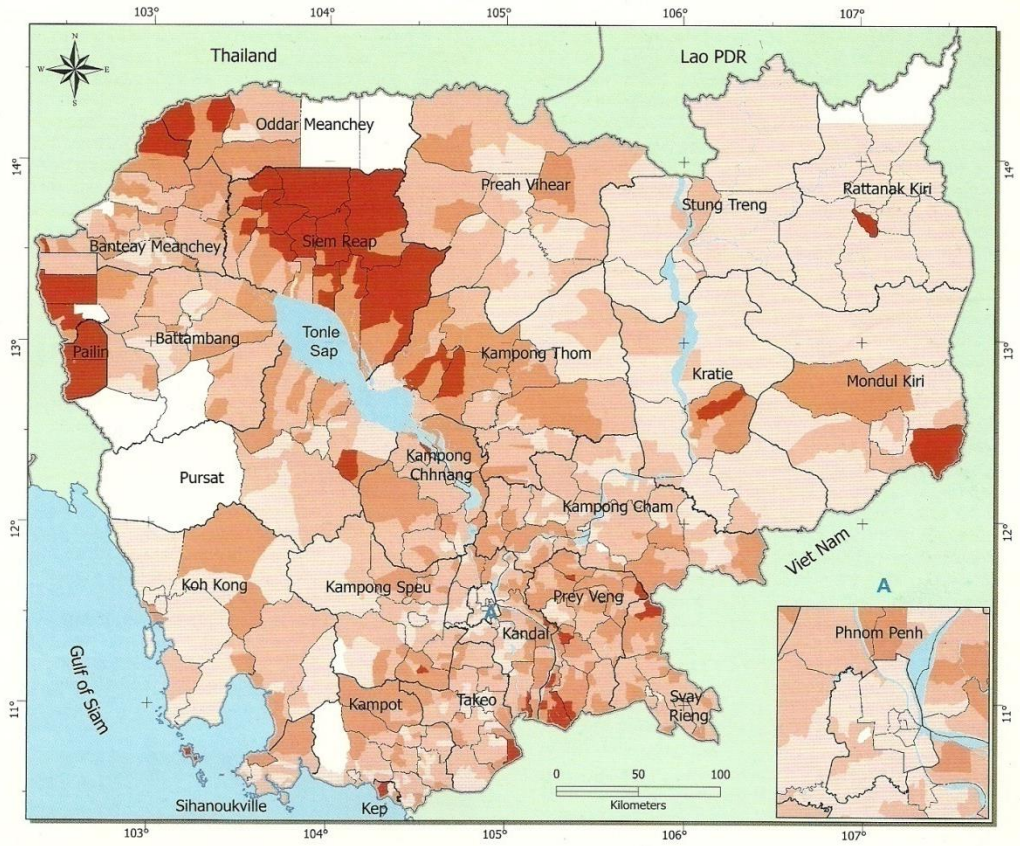 103°
104°
105°
106°
107°
N
W
E
S
Thailand
Lao PDR
Oddar Meanchey
14°
14°
Preah Vihear
Rattanak Kiri
Stung Treng
Siem Reap
Banteay Meanchey
13°
13°
Tonle
Sap
Battambang
Pailin
Kampong Thom
Kratie
Mondul Kiri
Kampong
Chhnang
Pursat
Kampong Cham
12°
12°
Viet Nam
A
Koh Kong
Kampong Speu
Prey Veng
A
Kandal
Phnom Penh
Gulf of Siam
11°
11°
Kampot
Takeo
Svay
Rieng
0
50
100
Kilometers
Sihanoukville
Kep
103°
104°
105°
106°
107°